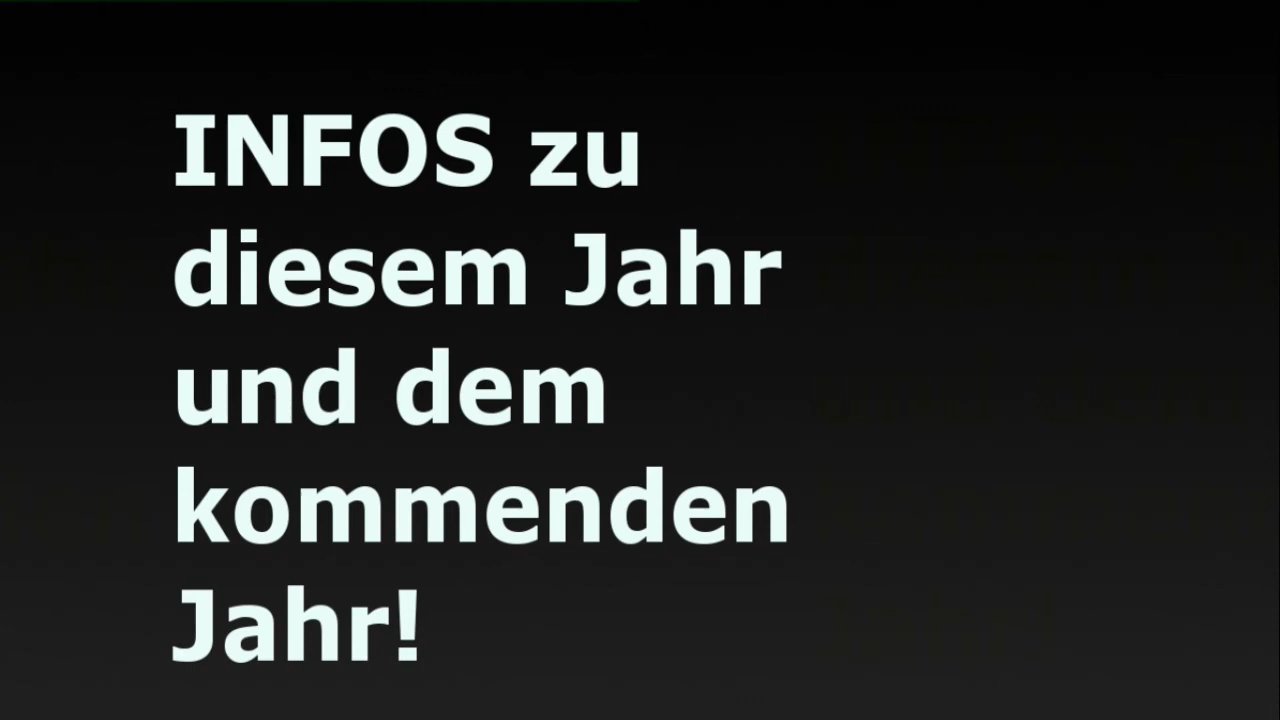 INFOS zu
diesem Jahr
und dem
kommenden
Jahr!